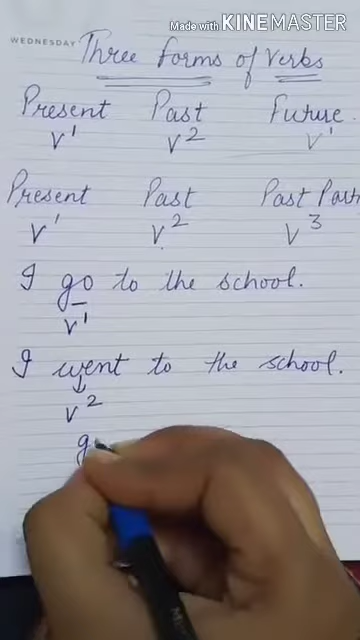 Made with KINEMASTER
WEDNESDAY
Three forms of Verbs
Present Past Future
V1 V2 V1
Present Past Past Parti
V1 V2 V3
I go to the school.
V1
I went to the school.
V2
g